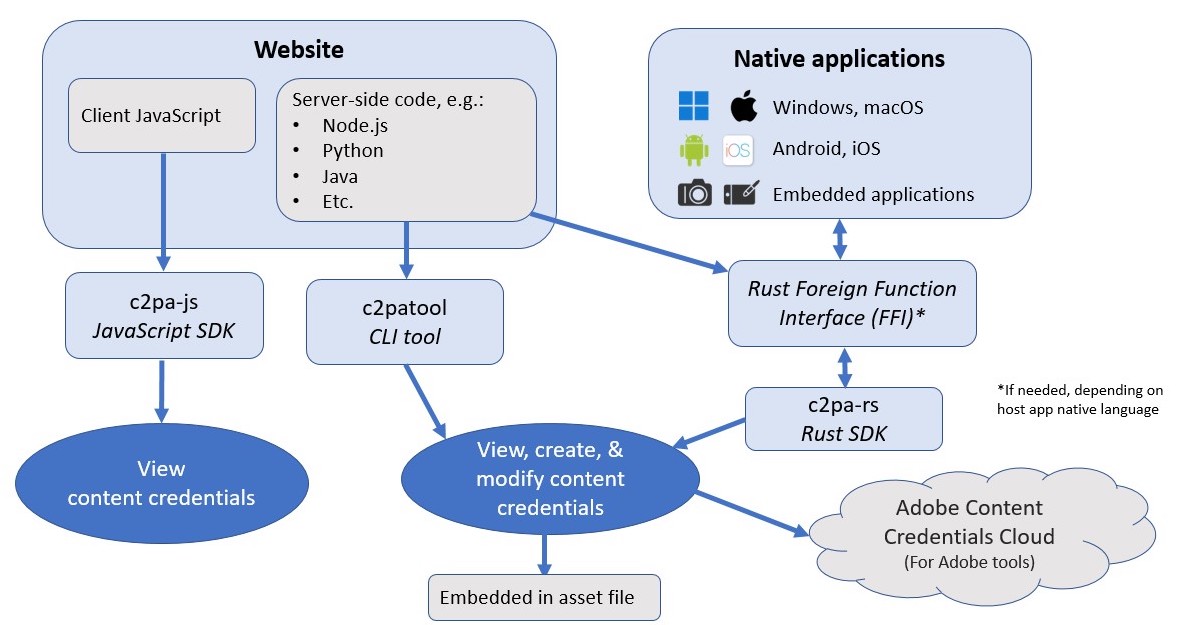 Website
Client JavaScript
Server-side code, e.g.:
• Node.js
• Python
• Java
• Etc.
Native applications
Windows, macOS
iOS
Android, iOS
Embedded applications
c2pa-js
JavaScript SDK
c2patool
CLI tool
Rust Foreign Function
Interface (FFI)*
c2pa-rs
Rust SDK
*If needed, depending on
host app native language
View
content credentials
View, create, &
modify content
credentials
Adobe Content
Credentials Cloud
(For Adobe tools)
Embedded in asset file